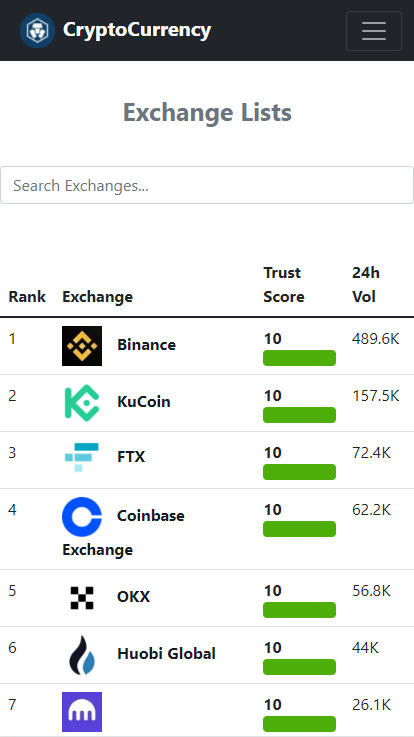 CryptoCurrency
Exchange Lists
Search Exchanges...
Rank Exchange Trust Score 24h Vol
1 Binance 10 489.6K
2 KuCoin 10 157.5K
3 FTX 10 72.4K
4 Coinbase Exchange 10 62.2K
5 OKX 10 56.8K
6 Huobi Global 10 44K
7 10 26.1K